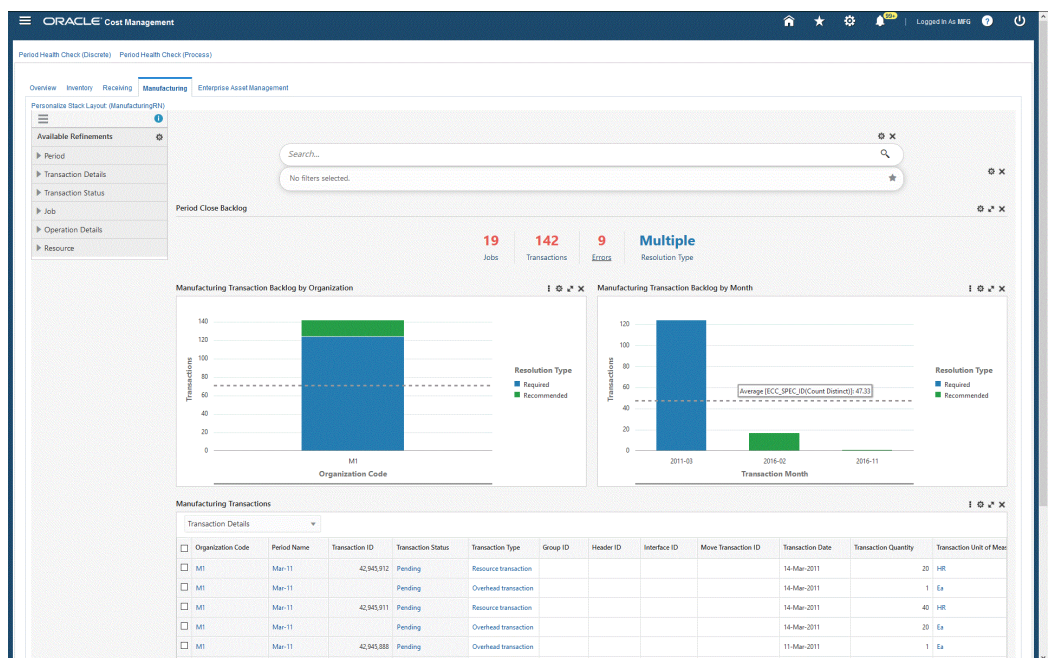 ORACLE Cost Management
99+
Logged In As MFG
?
Period Health Check (Discrete) Period Health Check (Process)
Overview Inventory Receiving Manufacturing Enterprise Asset Management
Personalize Stack Layout: (ManufacturingRN)
Available Refinements
Period
Transaction Details
Transaction Status
Job
Operation Details
Resource
Search...
No filters selected.
Period Close Backlog
19 142 9 Multiple
Jobs Transactions Errors Resolution Type
Manufacturing Transaction Backlog by Organization
140
120
100
80
60
40
20
0
Transactions
M1
Organization Code
Resolution Type
Required
Recommended
Manufacturing Transaction Backlog by Month
120
100
80
60
40
20
0
Transactions
Average [ECC_SPEC_ID(Count Distinct)]: 47.33
2011-03 2016-02 2016-11
Transaction Month
Resolution Type
Required
Recommended
Manufacturing Transactions
Transaction Details
Organization Code Period Name Transaction ID Transaction Status Transaction Type Group ID Header ID Interface ID Move Transaction ID Transaction Date Transaction Quantity Transaction Unit of Meas
M1 Mar-11 42,945,912 Pending Resource transaction 14-Mar-2011 20 HR
M1 Mar-11 Pending Overhead transaction 14-Mar-2011 1 Ea
M1 Mar-11 42,945,911 Pending Resource transaction 14-Mar-2011 40 HR
M1 Mar-11 Pending Overhead transaction 14-Mar-2011 20 Ea
M1 Mar-11 42,945,888 Pending Overhead transaction 11-Mar-2011 1 Ea